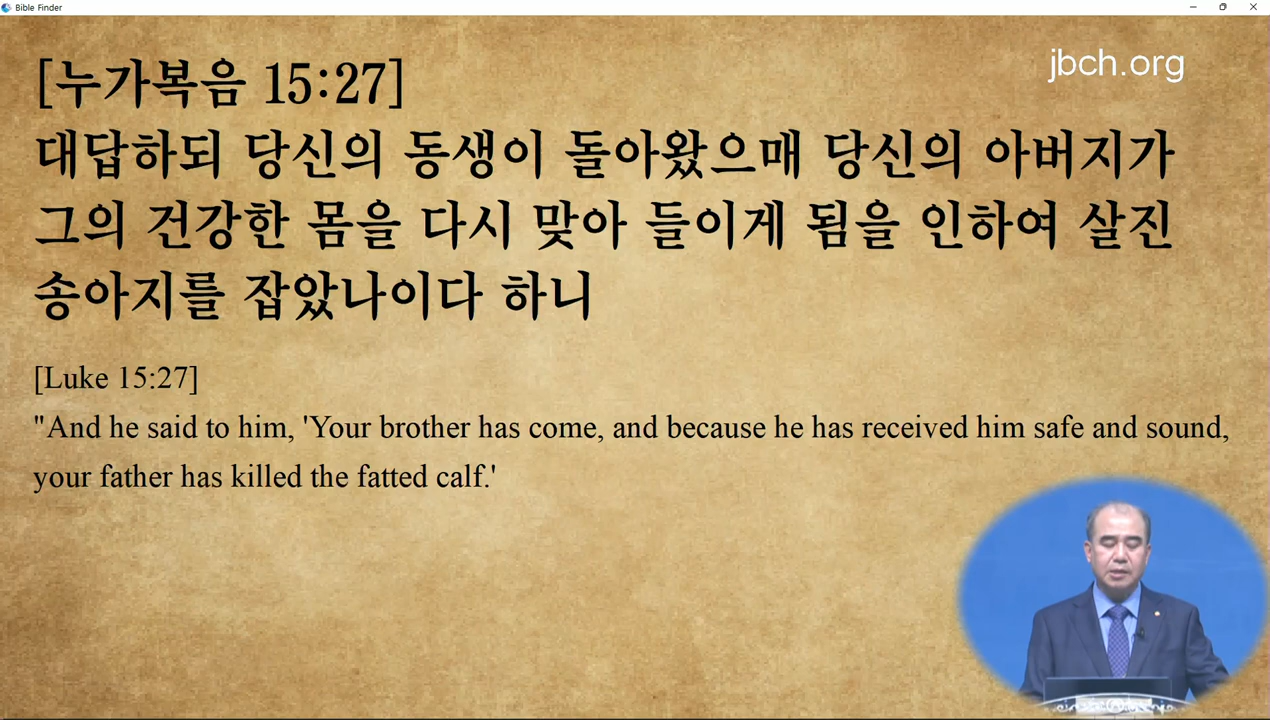 Bible Finder
jbch.org
[누가복음 15:27]
대답하되 당신의 동생이 돌아왔으매 당신의 아버지가
그의 건강한 몸을 다시 맞아 들이게 됨을 인하여 살진
송아지를 잡았나이다 하니
[Luke 15:27]
"And he said to him, 'Your brother has come, and because he has received him safe and sound,
your father has killed the fatted calf.'